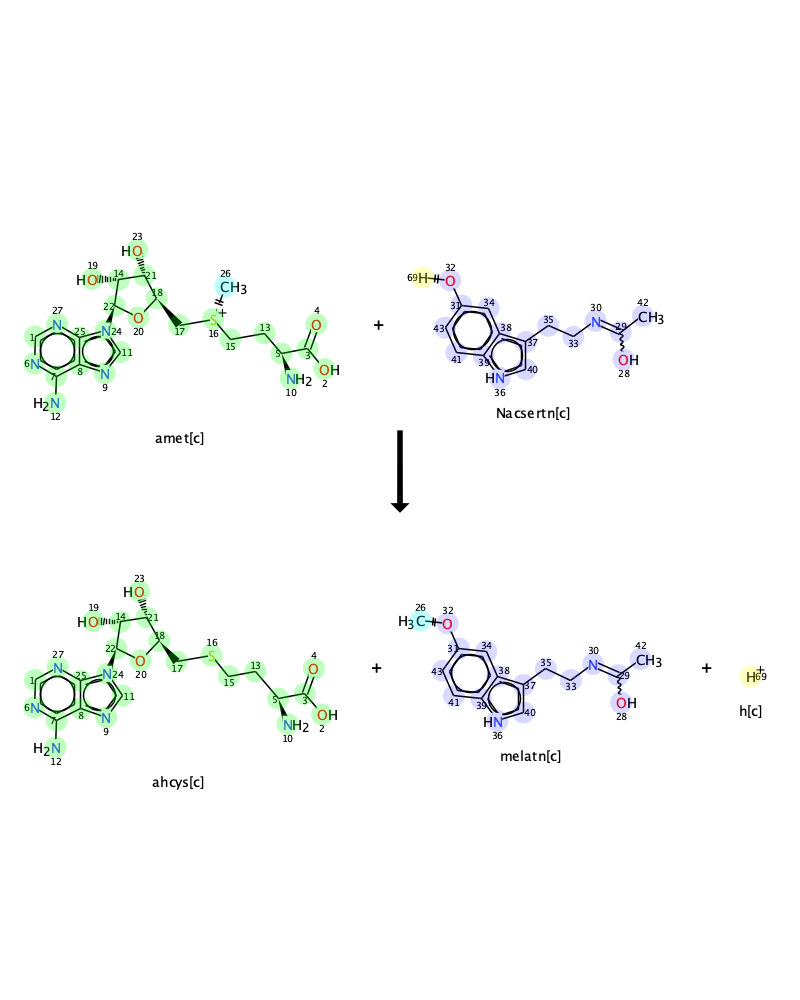 23
HO
19
HO
14
21
26
CH3
18
22
+
S
16
27
N
25
N
24
O
20
17
15
13
4
O
1
6
N
7
8
N
9
11
5
3
OH
2
NH2
10
H2N
12
amet[c]
+
69
H
32
O
31
34
43
38
41
39
HN
36
37
40
35
33
30
N
29
42
CH3
OH
28
Nacsertn[c]
23
HO
19
HO
14
21
18
22
16
S
27
N
25
N
24
O
20
17
15
13
4
O
1
6
N
7
8
N
9
11
5
3
OH
2
NH2
10
H2N
12
ahcys[c]
+
26
H3C
32
O
31
34
43
38
41
39
HN
36
37
40
35
33
30
N
29
42
CH3
OH
28
melatn[c]
+
H
+
69
h[c]